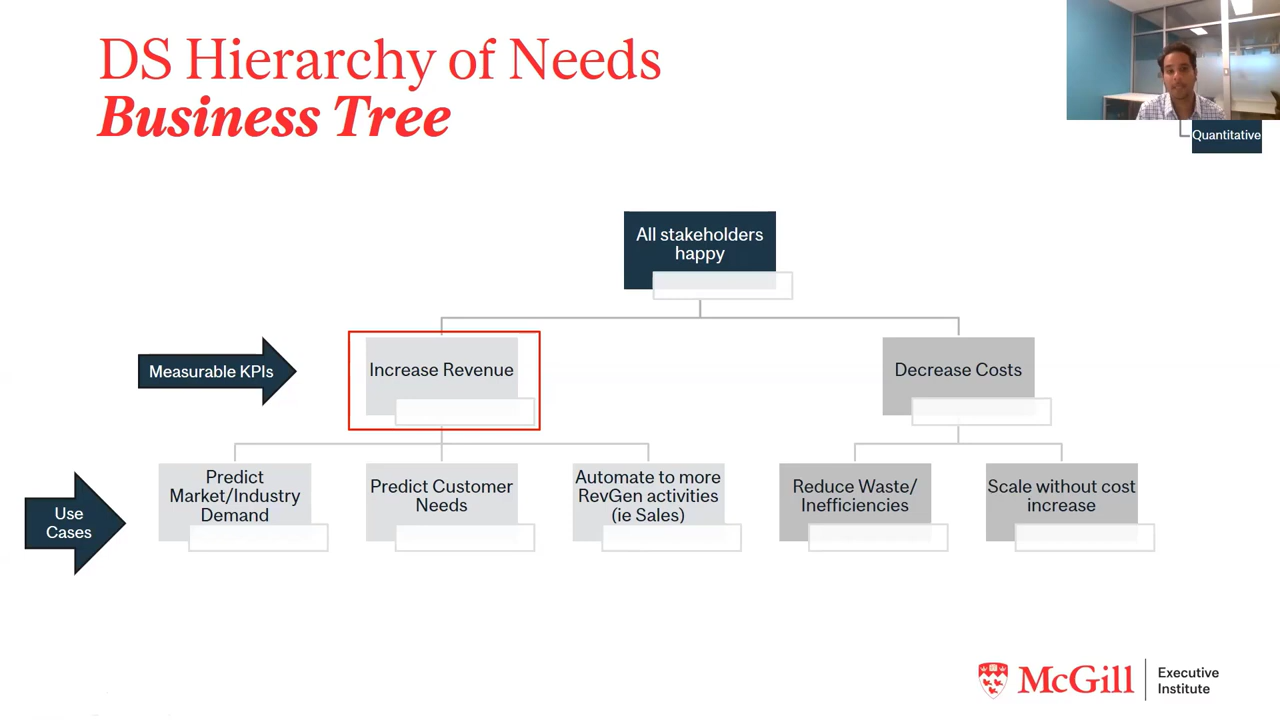 DS Hierarchy of Needs
Business Tree
Quantitative
All stakeholders
happy
Measurable KPIs
Increase Revenue
Decrease Costs
Use
Cases
Predict
Market/Industry
Demand
Predict Customer
Needs
Automate to more
RevGen activities
(ie Sales)
Reduce Waste/
Inefficiencies
Scale without cost
increase
McGill
Executive
Institute